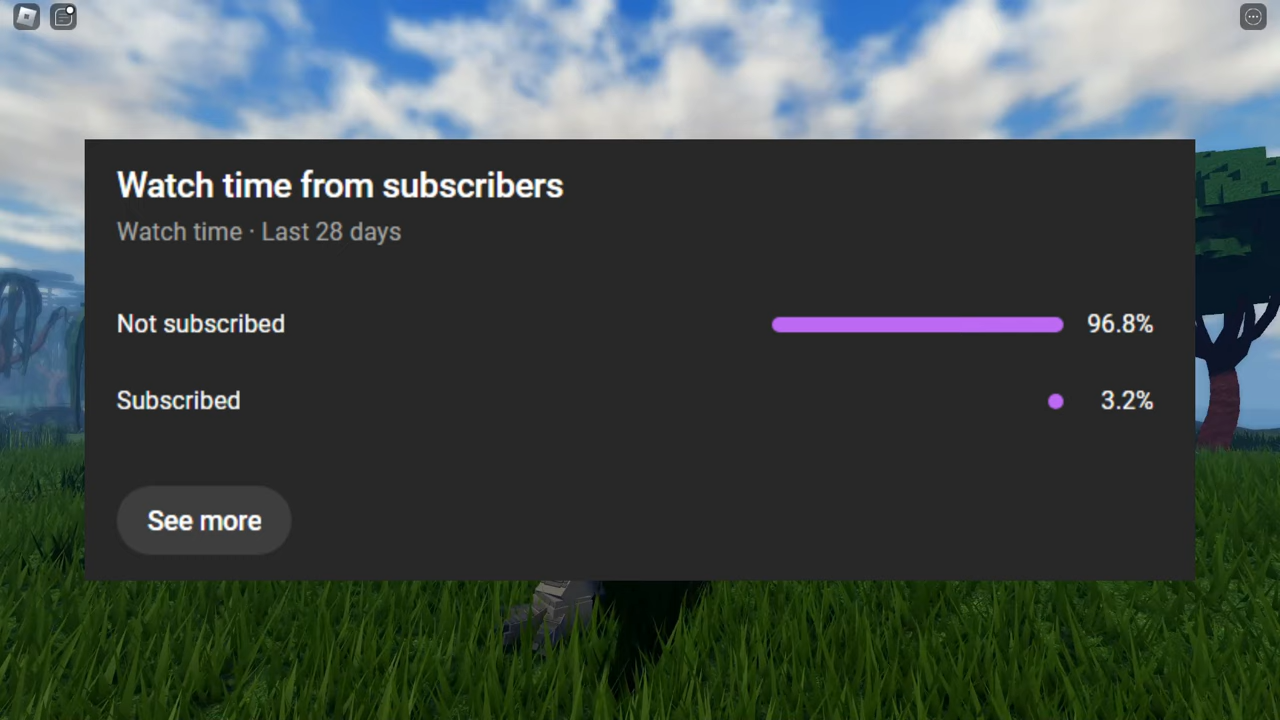 Watch time from subscribers
Watch time · Last 28 days
Not subscribed 96.8%
Subscribed 3.2%
See more